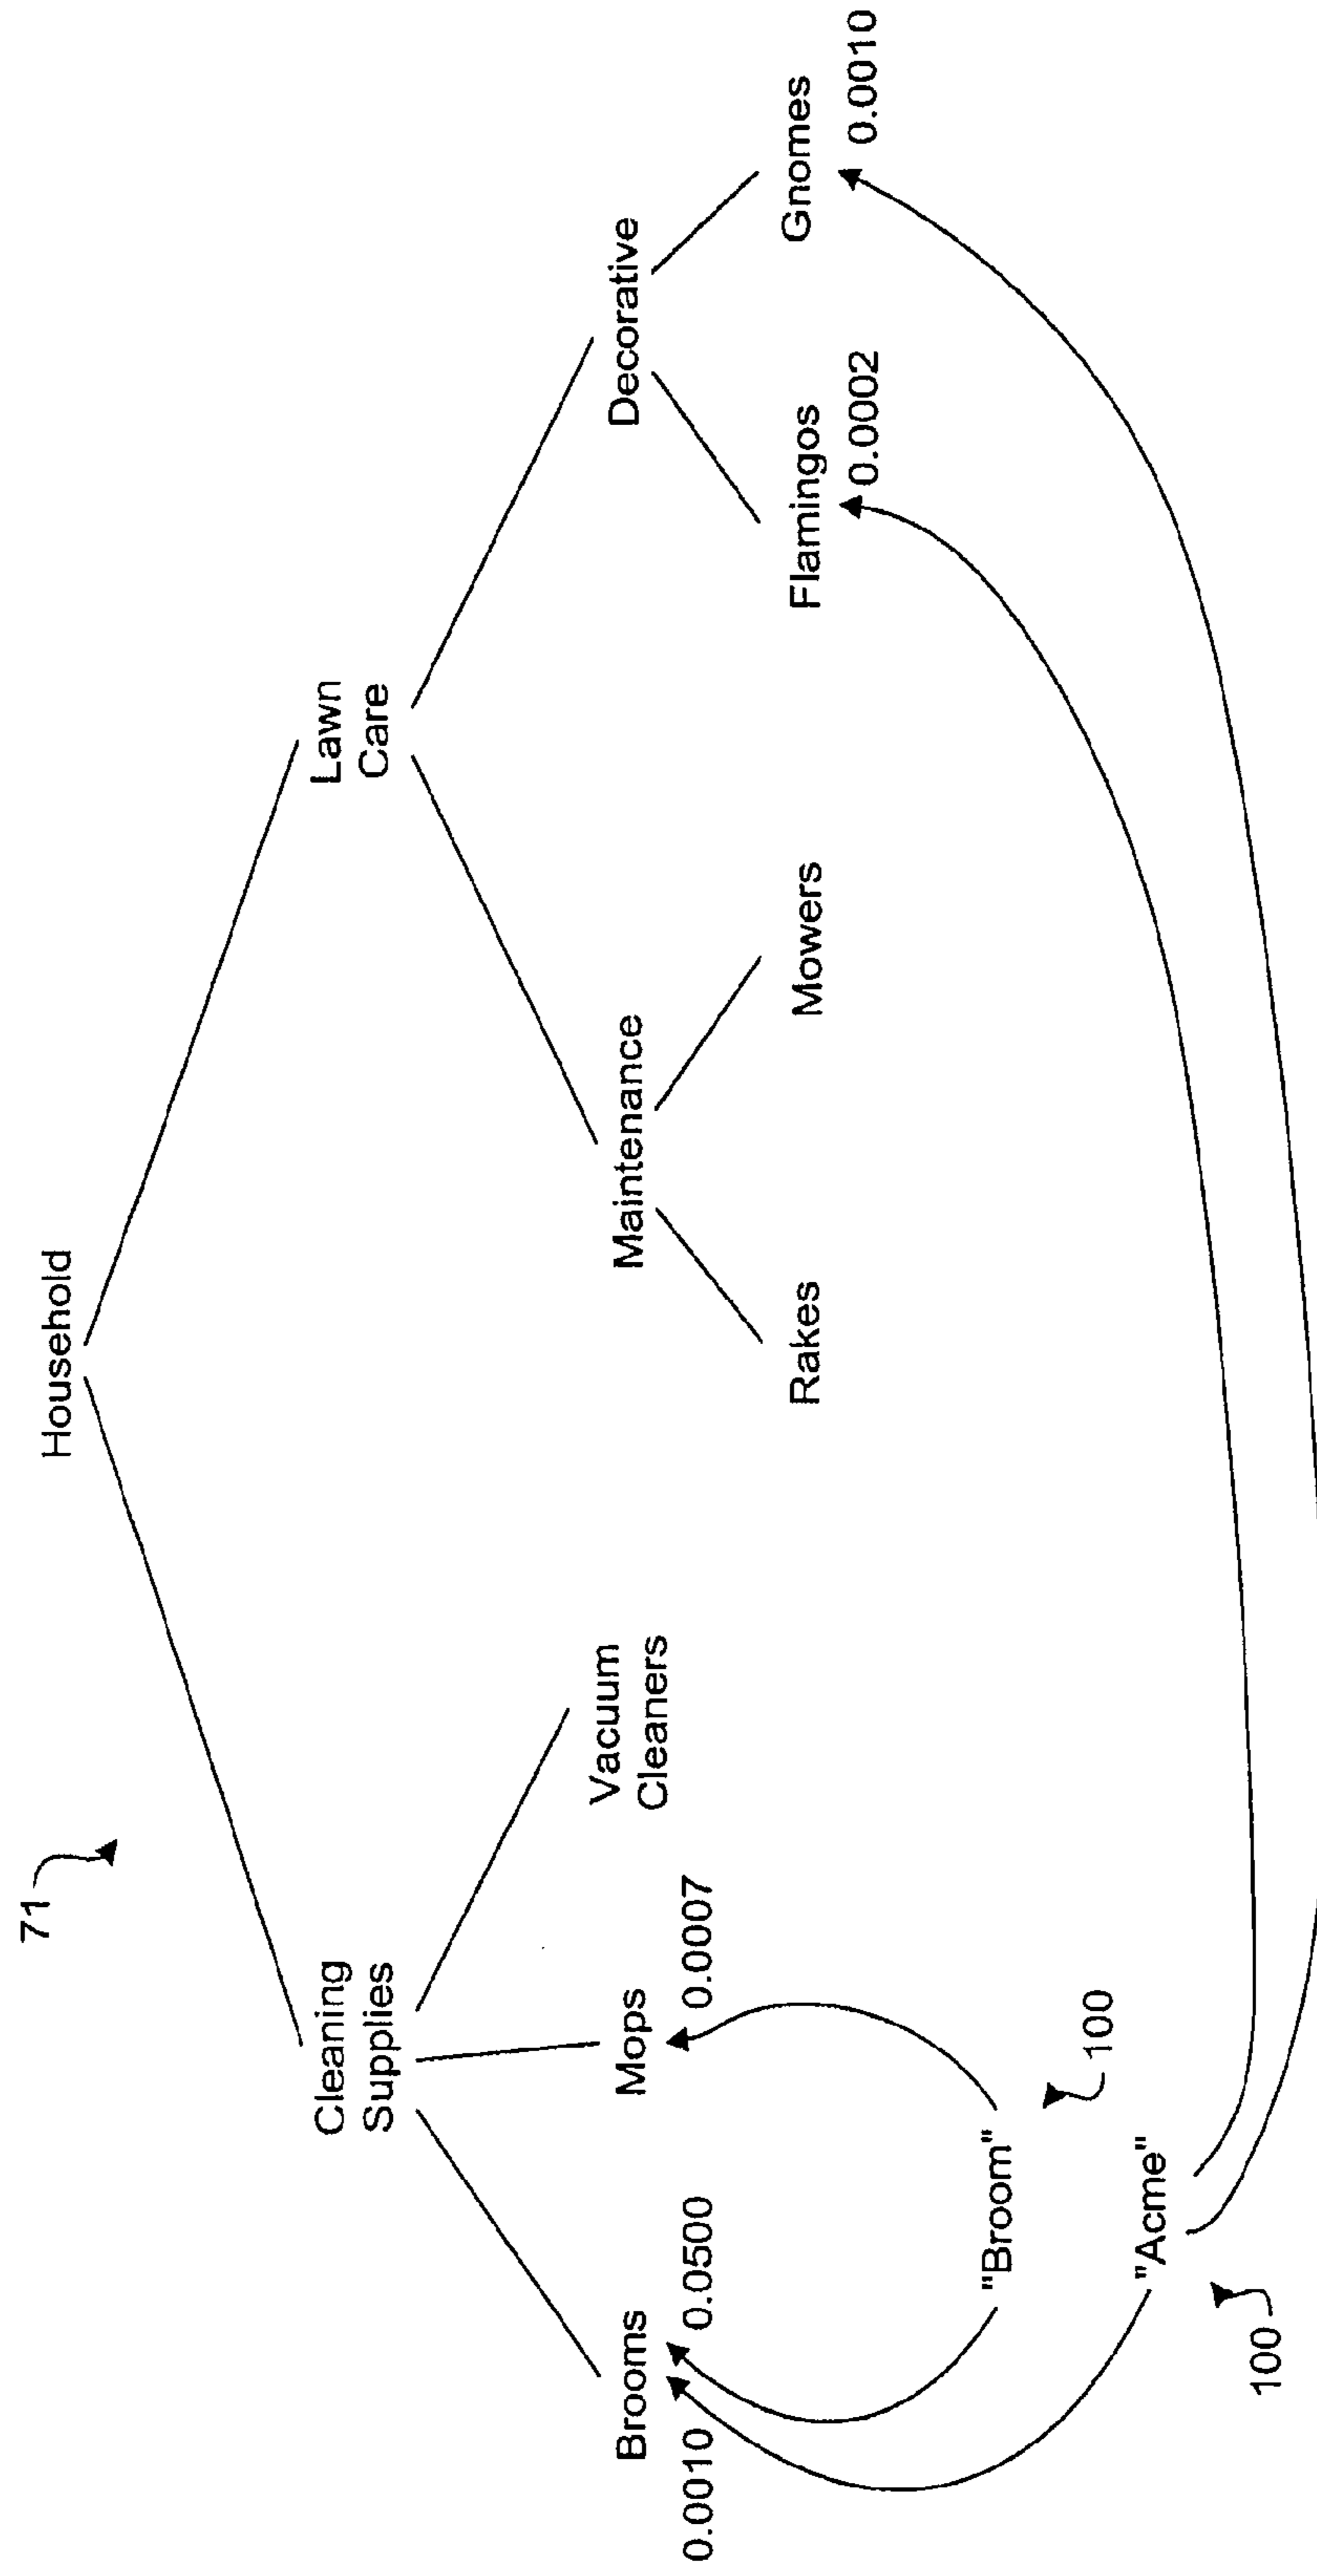 71
Household
Cleaning
Supplies
Lawn
Care
Brooms
Mops
Vacuum
Cleaners
Maintenance
Decorative
0.0010
0.0500
0.0007
Rakes
Mowers
Flamingos
Gnomes
0.0002
0.0010
"Broom"
100
"Acme"
100